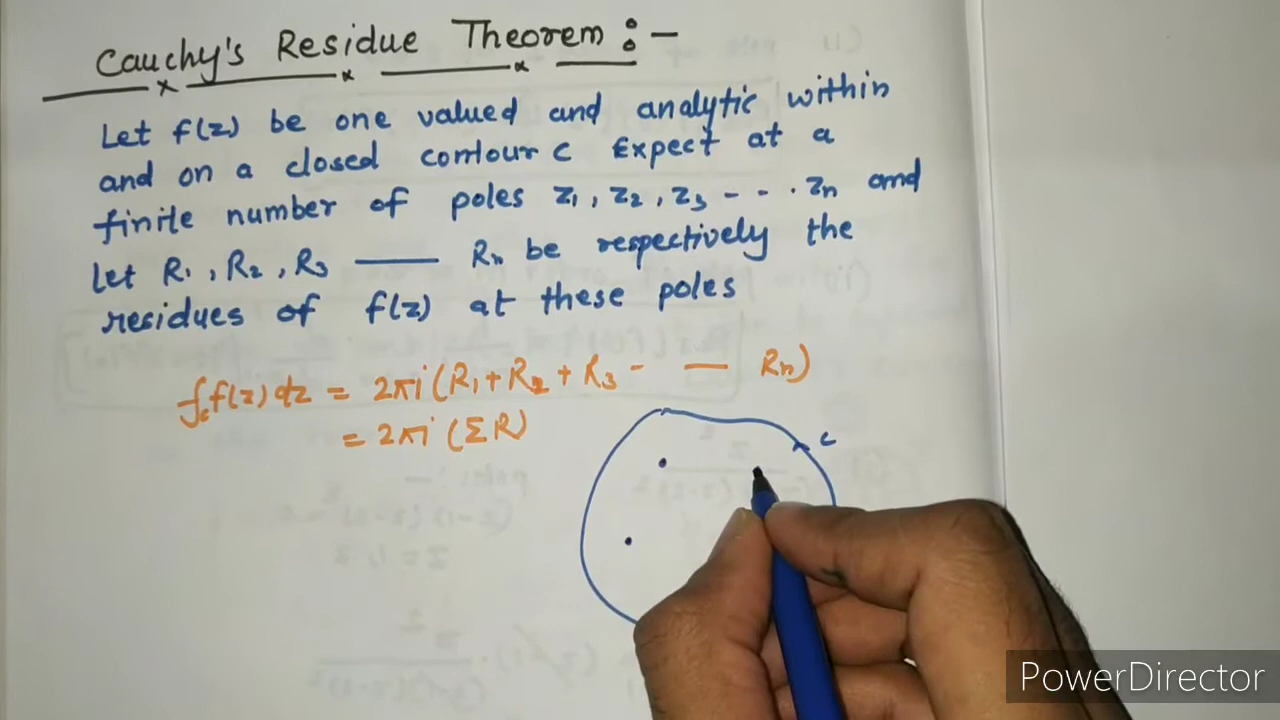 Cauchy's Residue Theorem :-
Let f(z) be one valued and analytic within
and on a closed contour C Expect at a
finite number of poles z₁, z₂, z₃ - - · zₙ and
let R₁, R₂, R₃ —— Rₙ be respectively the
residues of f(z) at these poles
∫c f(z) dz = 2πi (R₁ + R₂ + R₃ - — Rₙ)
= 2πi (ΣR)
c
PowerDirector